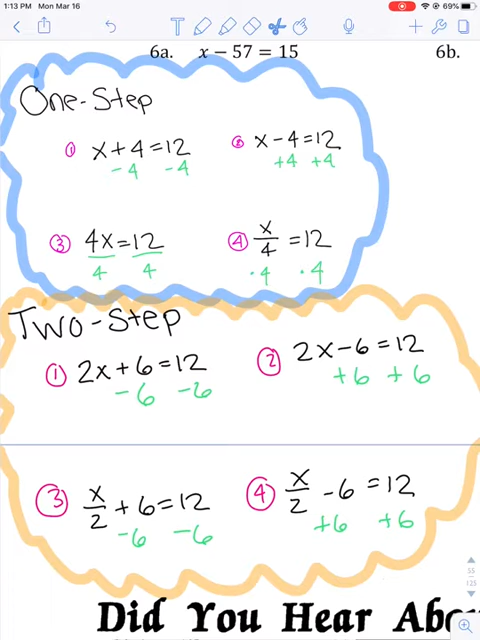 1:13 PM Mon Mar 16
69%
6a. x − 57 = 15
6b.
One-Step
① x + 4 = 12
− 4 − 4
② x − 4 = 12
+4 +4
③ 4x = 12
4 4
④ x/4 = 12
· 4 · 4
Two-Step
① 2x + 6 = 12
− 6 − 6
② 2x − 6 = 12
+ 6 + 6
③ x/2 + 6 = 12
− 6 − 6
④ x/2 − 6 = 12
+6 +6
Did You Hear Abo